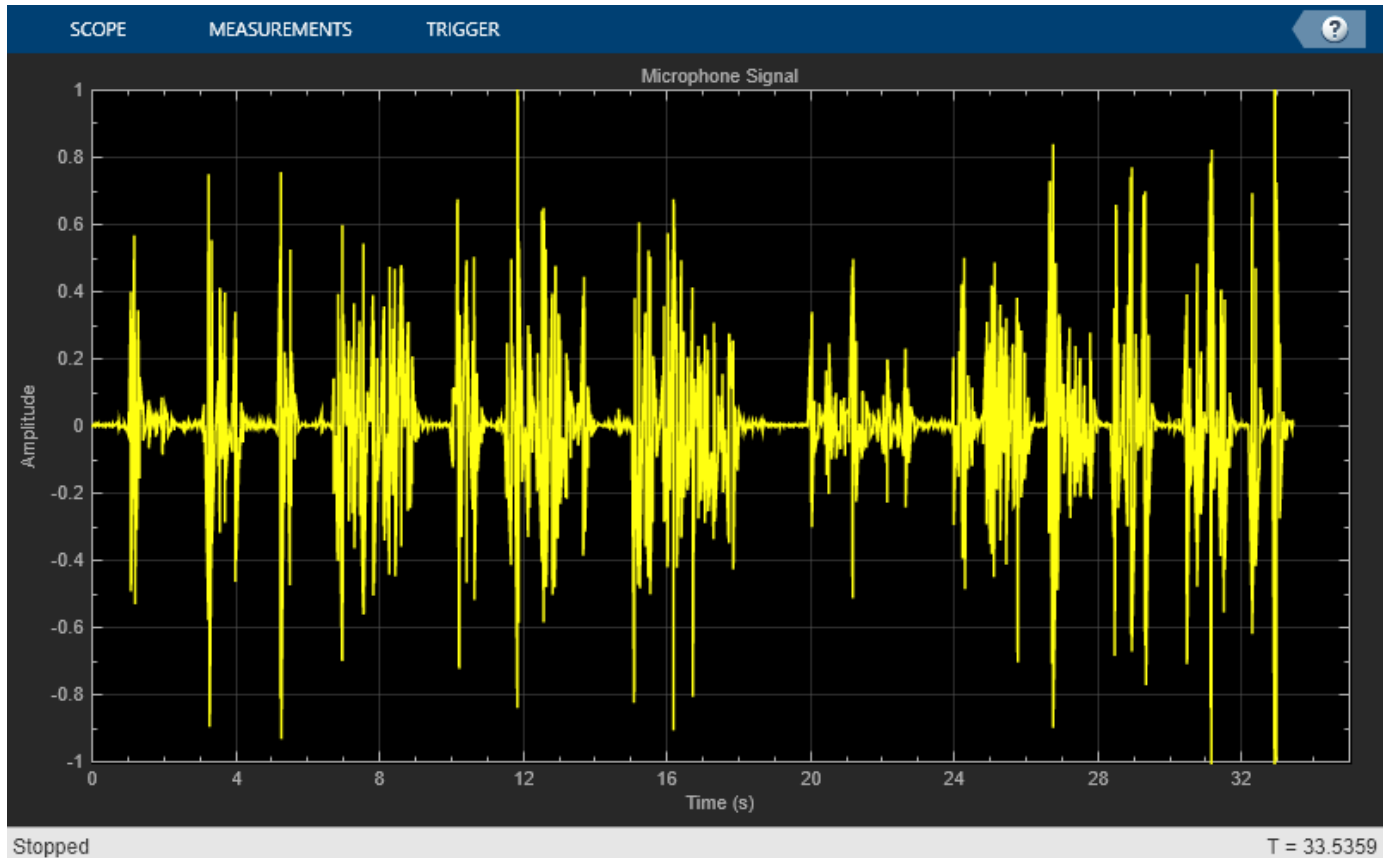 SCOPE MEASUREMENTS TRIGGER ?
Microphone Signal
1
0.8
0.6
0.4
0.2
0
-0.2
-0.4
-0.6
-0.8
-1
Amplitude
0 4 8 12 16 20 24 28 32
Time (s)
Stopped T = 33.5359